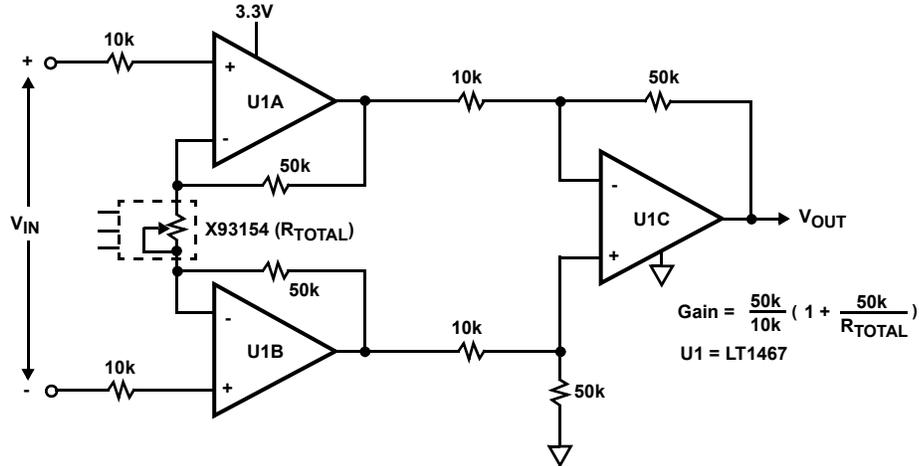 3.3V
10k
+
+
U1A
-
10k
50k
50k
-
U1C
+
VOUT
VIN
X93154 (RTOTAL)
50k
-
U1B
+
10k
50k
10k
-
Gain = 50k/10k ( 1 + 50k/RTOTAL )
U1 = LT1467